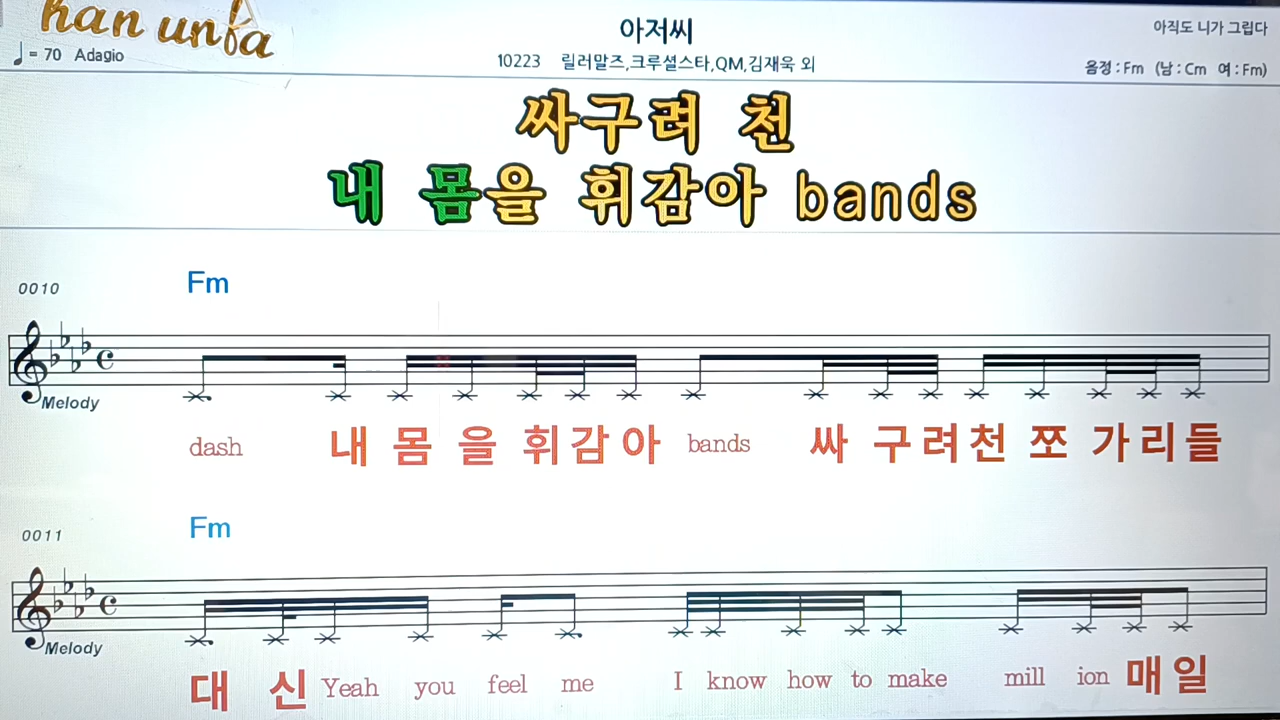 han unfa
아저씨
아직도 니가 그립다
♩= 70 Adagio
10223 릴러말즈,크루셜스타,QM,김재욱 외
음정 : Fm (남 : Cm 여 : Fm)
싸구려 천
내 몸을 휘감아 bands
0010
Fm
Melody
dash 내 몸 을 휘감아 bands 싸 구려천 쪼 가리들
0011
Fm
Melody
대 신 Yeah you feel me I know how to make mill ion 매일